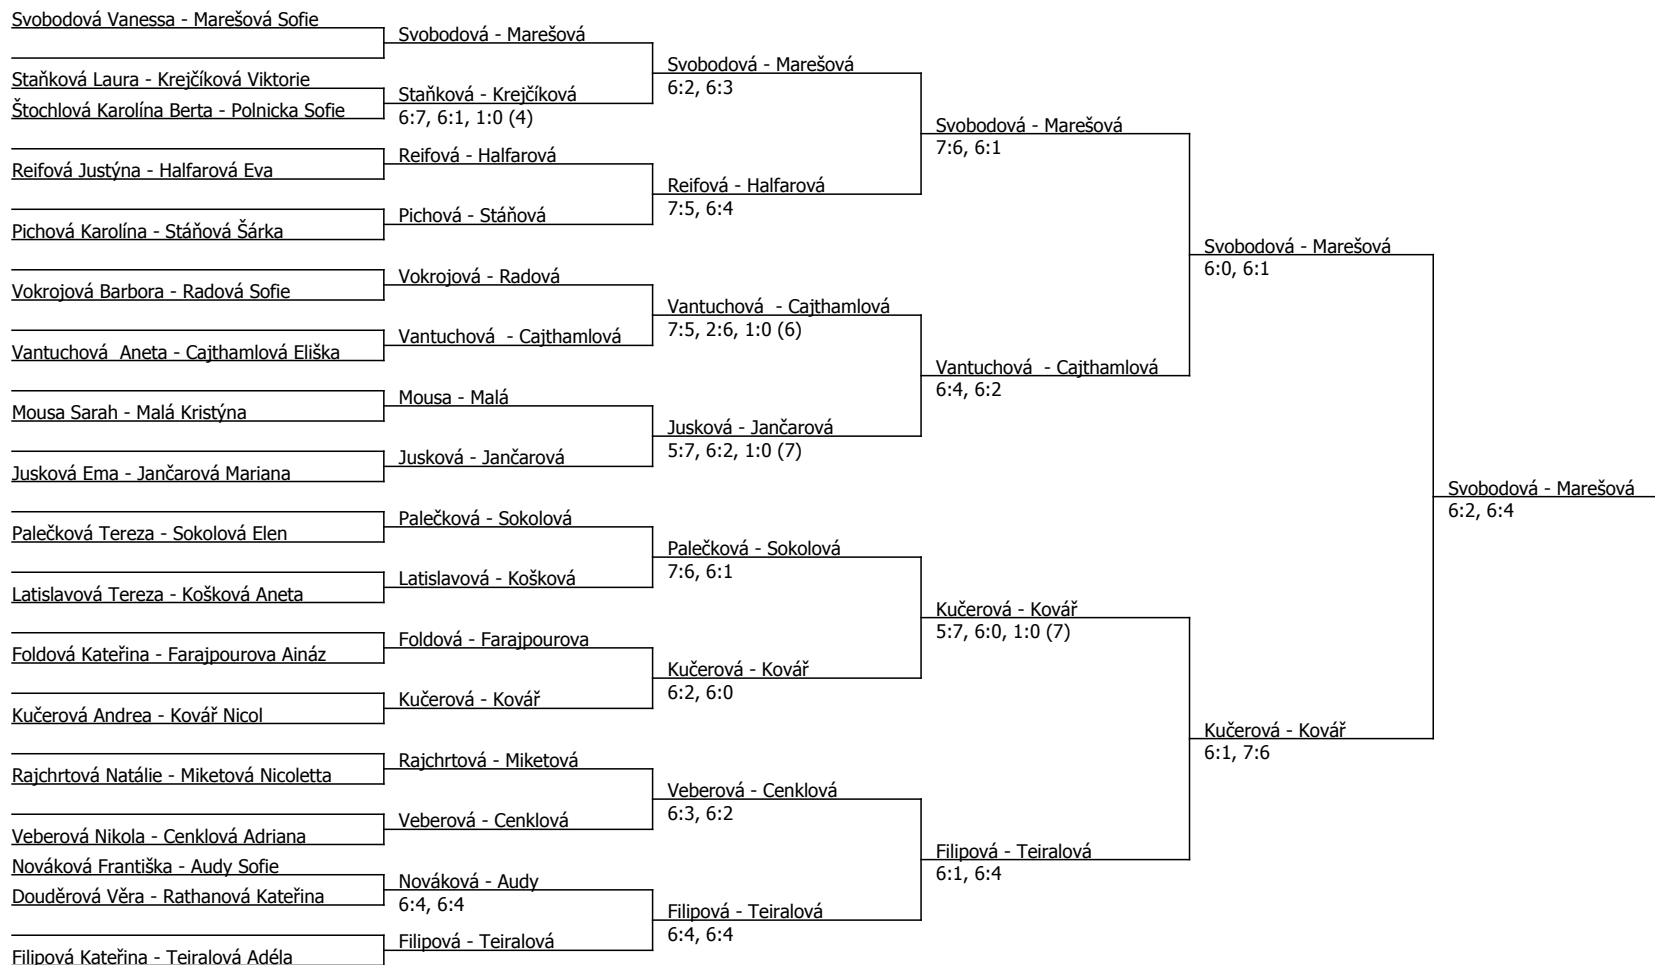 Svobodová Vanessa - Marešová Sofie
Staňková Laura - Krejčíková Viktorie
Štochlová Karolína Berta - Polnicka Sofie
Reifová Justýna - Halfarová Eva
Pichová Karolína - Stáňová Šárka
Vokrojová Barbora - Radová Sofie
Vantuchová  Aneta - Cajthamlová Eliška
Mousa Sarah - Malá Kristýna
Jusková Ema - Jančarová Mariana
Palečková Tereza - Sokolová Elen
Latislavová Tereza - Košková Aneta
Foldová Kateřina - Farajpourova Aináz
Kučerová Andrea - Kovář Nicol
Rajchrtová Natálie - Miketová Nicoletta
Veberová Nikola - Cenklová Adriana
Nováková Františka - Audy Sofie
Douděrová Věra - Rathanová Kateřina
Filipová Kateřina - Teiralová Adéla
Svobodová - Marešová
Staňková - Krejčíková
6:7, 6:1, 1:0 (4)
Reifová - Halfarová
Pichová - Stáňová
Vokrojová - Radová
Vantuchová  - Cajthamlová
Mousa - Malá
Jusková - Jančarová
Palečková - Sokolová
Latislavová - Košková
Foldová - Farajpourova
Kučerová - Kovář
Rajchrtová - Miketová
Veberová - Cenklová
Nováková - Audy
6:4, 6:4
Filipová - Teiralová
Svobodová - Marešová
6:2, 6:3
Reifová - Halfarová
7:5, 6:4
Vantuchová  - Cajthamlová
7:5, 2:6, 1:0 (6)
Jusková - Jančarová
5:7, 6:2, 1:0 (7)
Palečková - Sokolová
7:6, 6:1
Kučerová - Kovář
6:2, 6:0
Veberová - Cenklová
6:3, 6:2
Filipová - Teiralová
6:4, 6:4
Svobodová - Marešová
7:6, 6:1
Vantuchová  - Cajthamlová
6:4, 6:2
Kučerová - Kovář
5:7, 6:0, 1:0 (7)
Filipová - Teiralová
6:1, 6:4
Svobodová - Marešová
6:0, 6:1
Kučerová - Kovář
6:1, 7:6
Svobodová - Marešová
6:2, 6:4